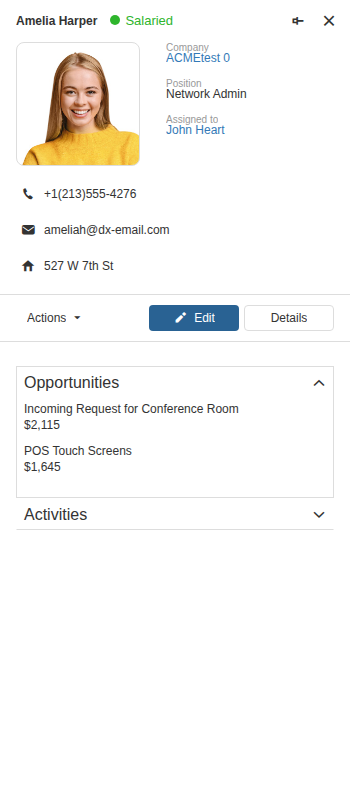 Amelia Harper Salaried
Company
ACMEtest 0
Position
Network Admin
Assigned to
John Heart
+1(213)555-4276
ameliah@dx-email.com
527 W 7th St
Actions Edit Details
Opportunities
Incoming Request for Conference Room
$2,115
POS Touch Screens
$1,645
Activities